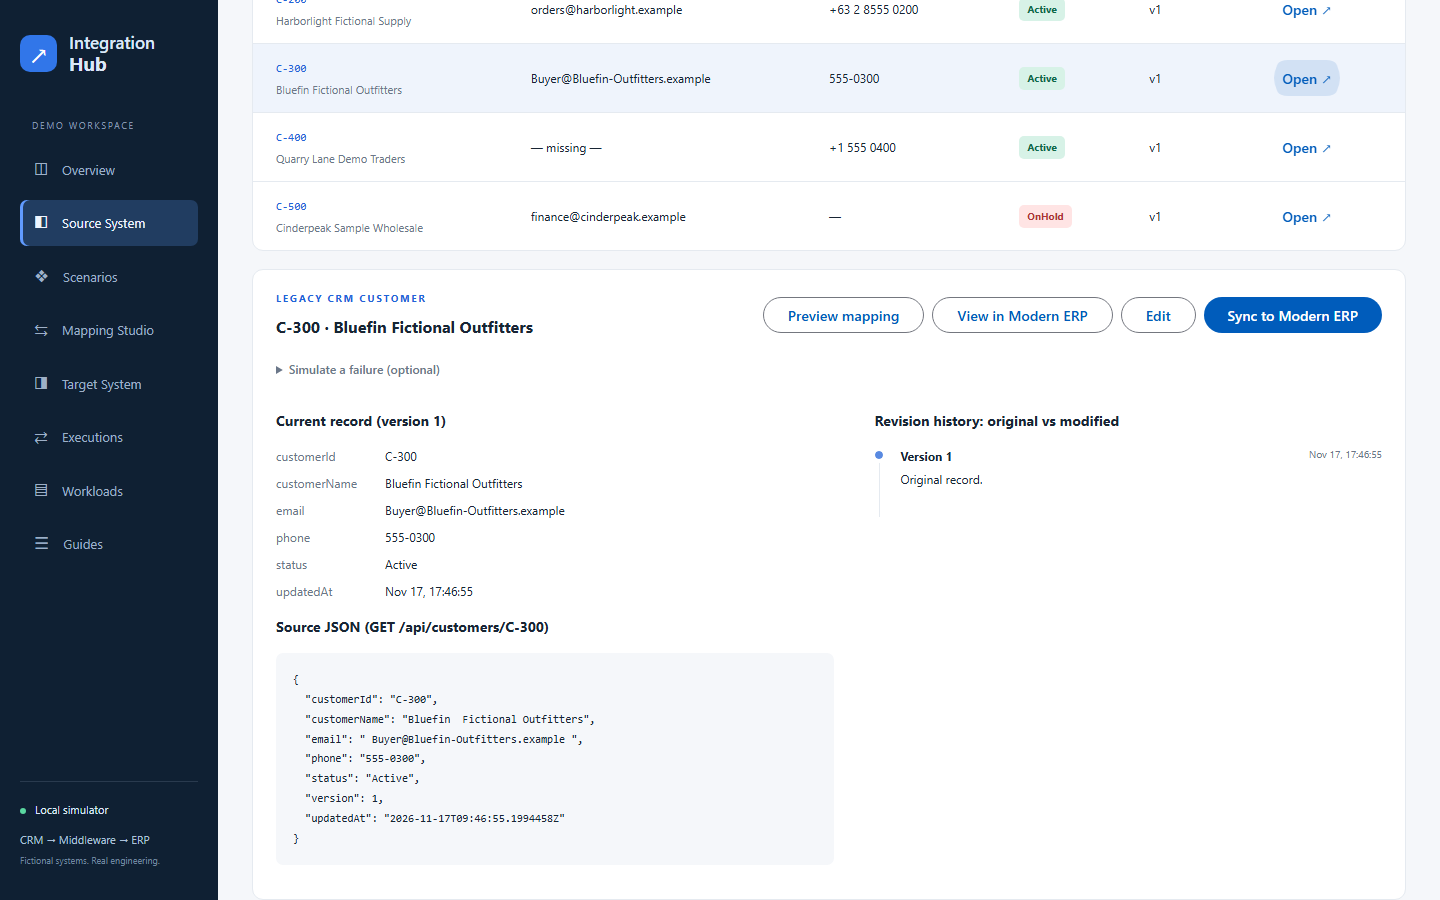 Integration
Hub
DEMO WORKSPACE
Overview
Source System
Scenarios
Mapping Studio
Target System
Executions
Workloads
Guides
Local simulator
CRM → Middleware → ERP
Fictional systems. Real engineering.
Harborlight Fictional Supply orders@harborlight.example +63 2 8555 0200 Active v1 Open ↗
C-300
Bluefin Fictional Outfitters Buyer@Bluefin-Outfitters.example 555-0300 Active v1 Open ↗
C-400
Quarry Lane Demo Traders — missing — +1 555 0400 Active v1 Open ↗
C-500
Cinderpeak Sample Wholesale finance@cinderpeak.example — OnHold v1 Open ↗
LEGACY CRM CUSTOMER
C-300 · Bluefin Fictional Outfitters
Preview mapping View in Modern ERP Edit Sync to Modern ERP
▶ Simulate a failure (optional)
Current record (version 1)
customerId C-300
customerName Bluefin Fictional Outfitters
email Buyer@Bluefin-Outfitters.example
phone 555-0300
status Active
updatedAt Nov 17, 17:46:55
Source JSON (GET /api/customers/C-300)
{
  "customerId": "C-300",
  "customerName": "Bluefin  Fictional Outfitters",
  "email": " Buyer@Bluefin-Outfitters.example ",
  "phone": "555-0300",
  "status": "Active",
  "version": 1,
  "updatedAt": "2026-11-17T09:46:55.1994458Z"
}
Revision history: original vs modified
Version 1 Nov 17, 17:46:55
Original record.